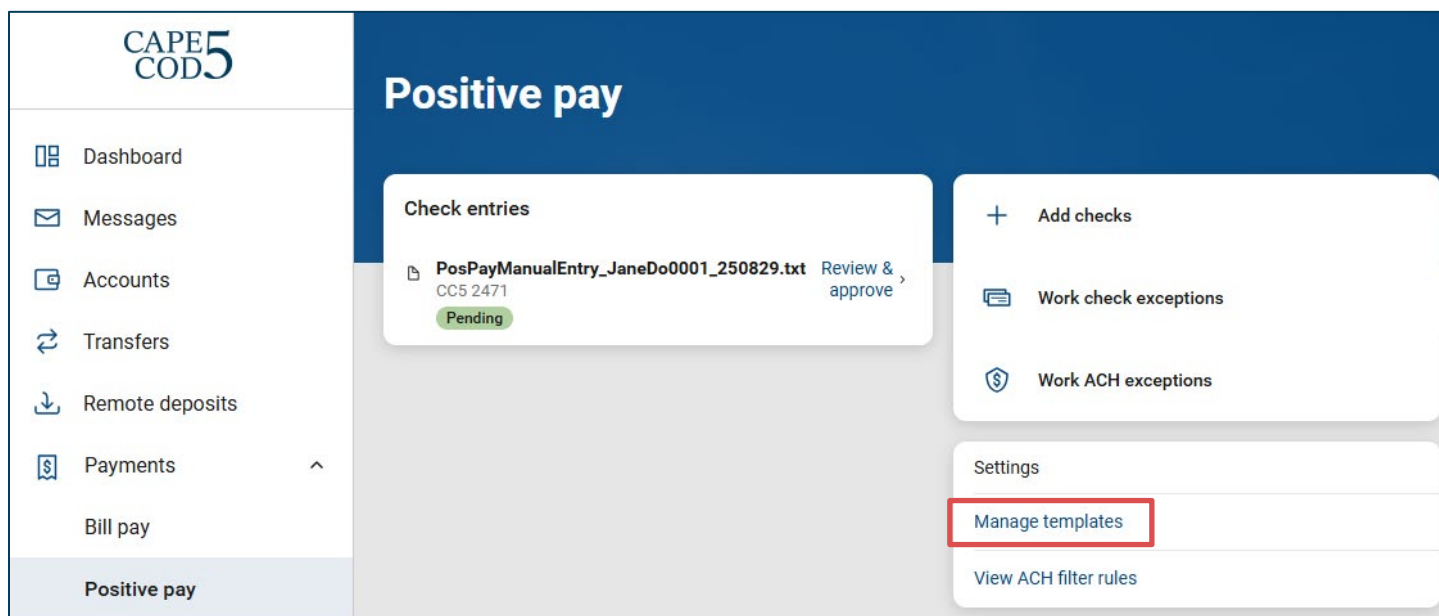 CAPE 5
COD
Dashboard
Messages
Accounts
Transfers
Remote deposits
Payments
Bill pay
Positive pay
Positive pay
Check entries
PosPayManualEntry_JaneDo0001_250829.txt
CC5 2471
Pending
Review &
approve
Add checks
Work check exceptions
Work ACH exceptions
Settings
Manage templates
View ACH filter rules